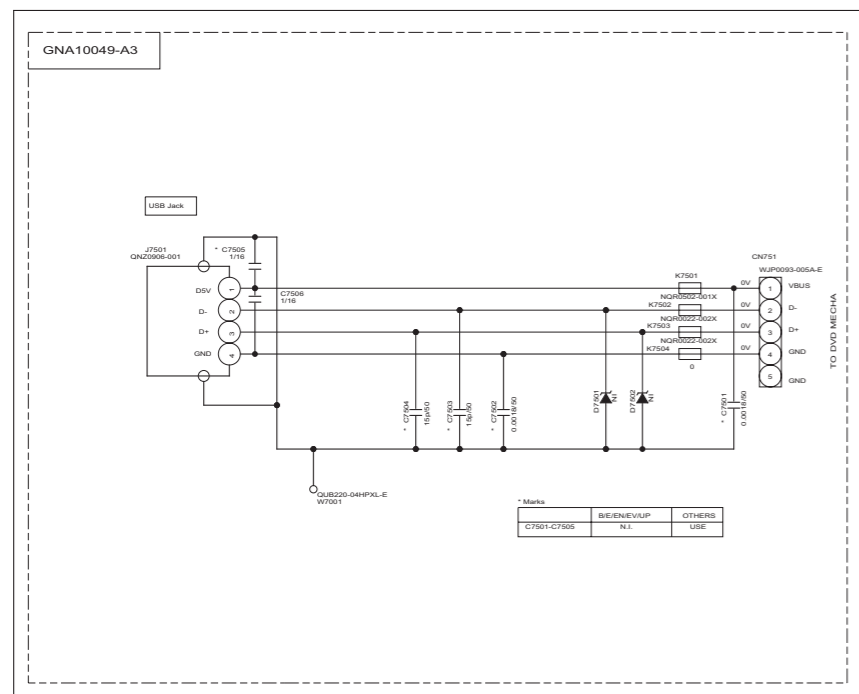 GNA10049-A3
USB Jack
J7501
QNZ0906-001
* C7505
1/16
C7506
1/16
D5V
D-
D+
GND
1
2
3
4
K7501
NQR0502-001X
K7502
NQR0022-002X
K7503
NQR0022-002X
K7504
0
0V
0V
0V
0V
CN751
WJP0093-005A-E
1
2
3
4
5
VBUS
D-
D+
GND
GND
TO DVD MECHA
* C7504
15p/50
* C7503
15p/50
* C7502
0.0018/50
D7501
NI
D7502
NI
* C7501
0.0018/50
QUB220-04HPXL-E
W7001
* Marks
B/E/EN/EV/UP OTHERS
C7501-C7505 N.I. USE